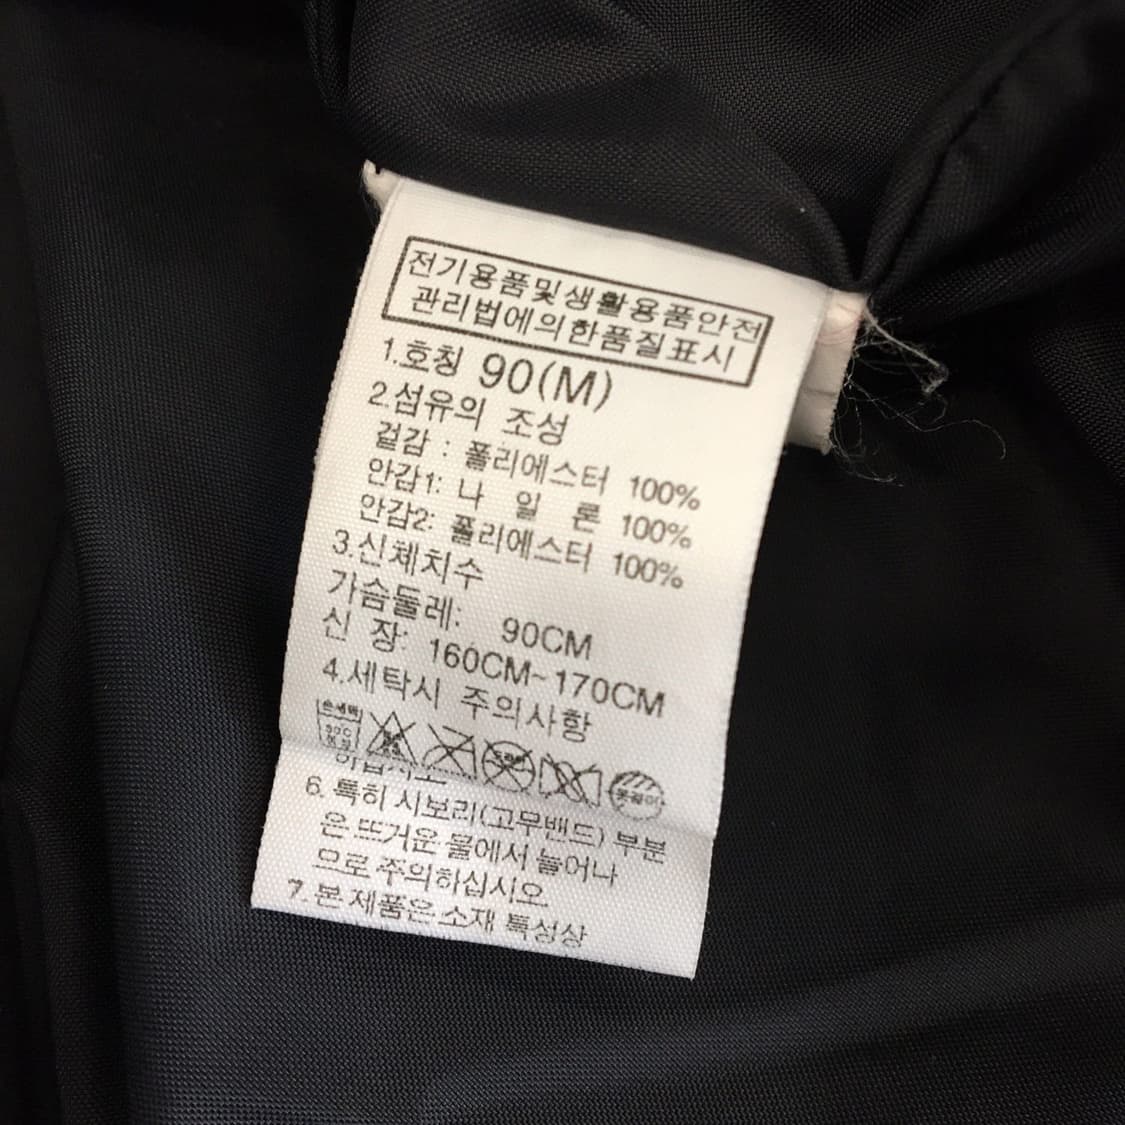 전기용품및생활용품안전
관리법에의한품질표시
1.호칭 90(M)
2.섬유의 조성
겉감 : 폴리에스터 100%
안감1: 나 일 론 100%
안감2: 폴리에스터 100%
3.신체치수
가슴둘레: 90CM
신 장: 160CM~170CM
4.세탁시 주의사항
손세탁
30℃
6. 특히 시보리(고무밴드) 부분
은 뜨거운 물에서 늘어나
므로 주의하십시오.
7. 본 제품은 소재 특성상